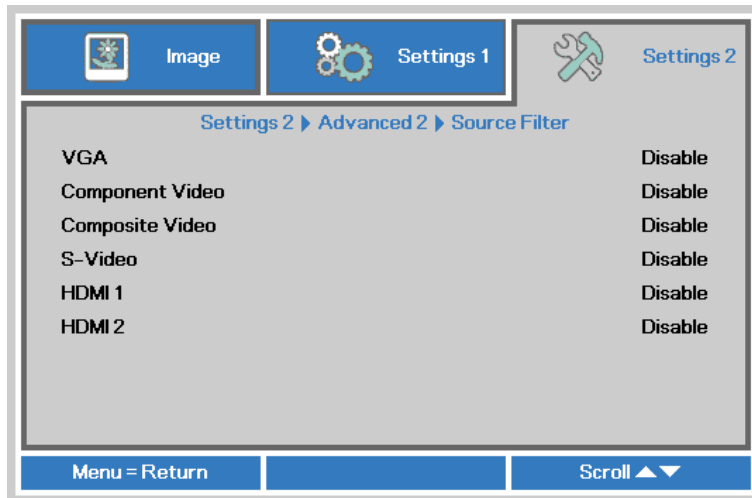 Image Settings 1 Settings 2
Settings 2 ▶ Advanced 2 ▶ Source Filter
VGA Disable
Component Video Disable
Composite Video Disable
S-Video Disable
HDMI 1 Disable
HDMI 2 Disable
Menu = Return Scroll ▲▼